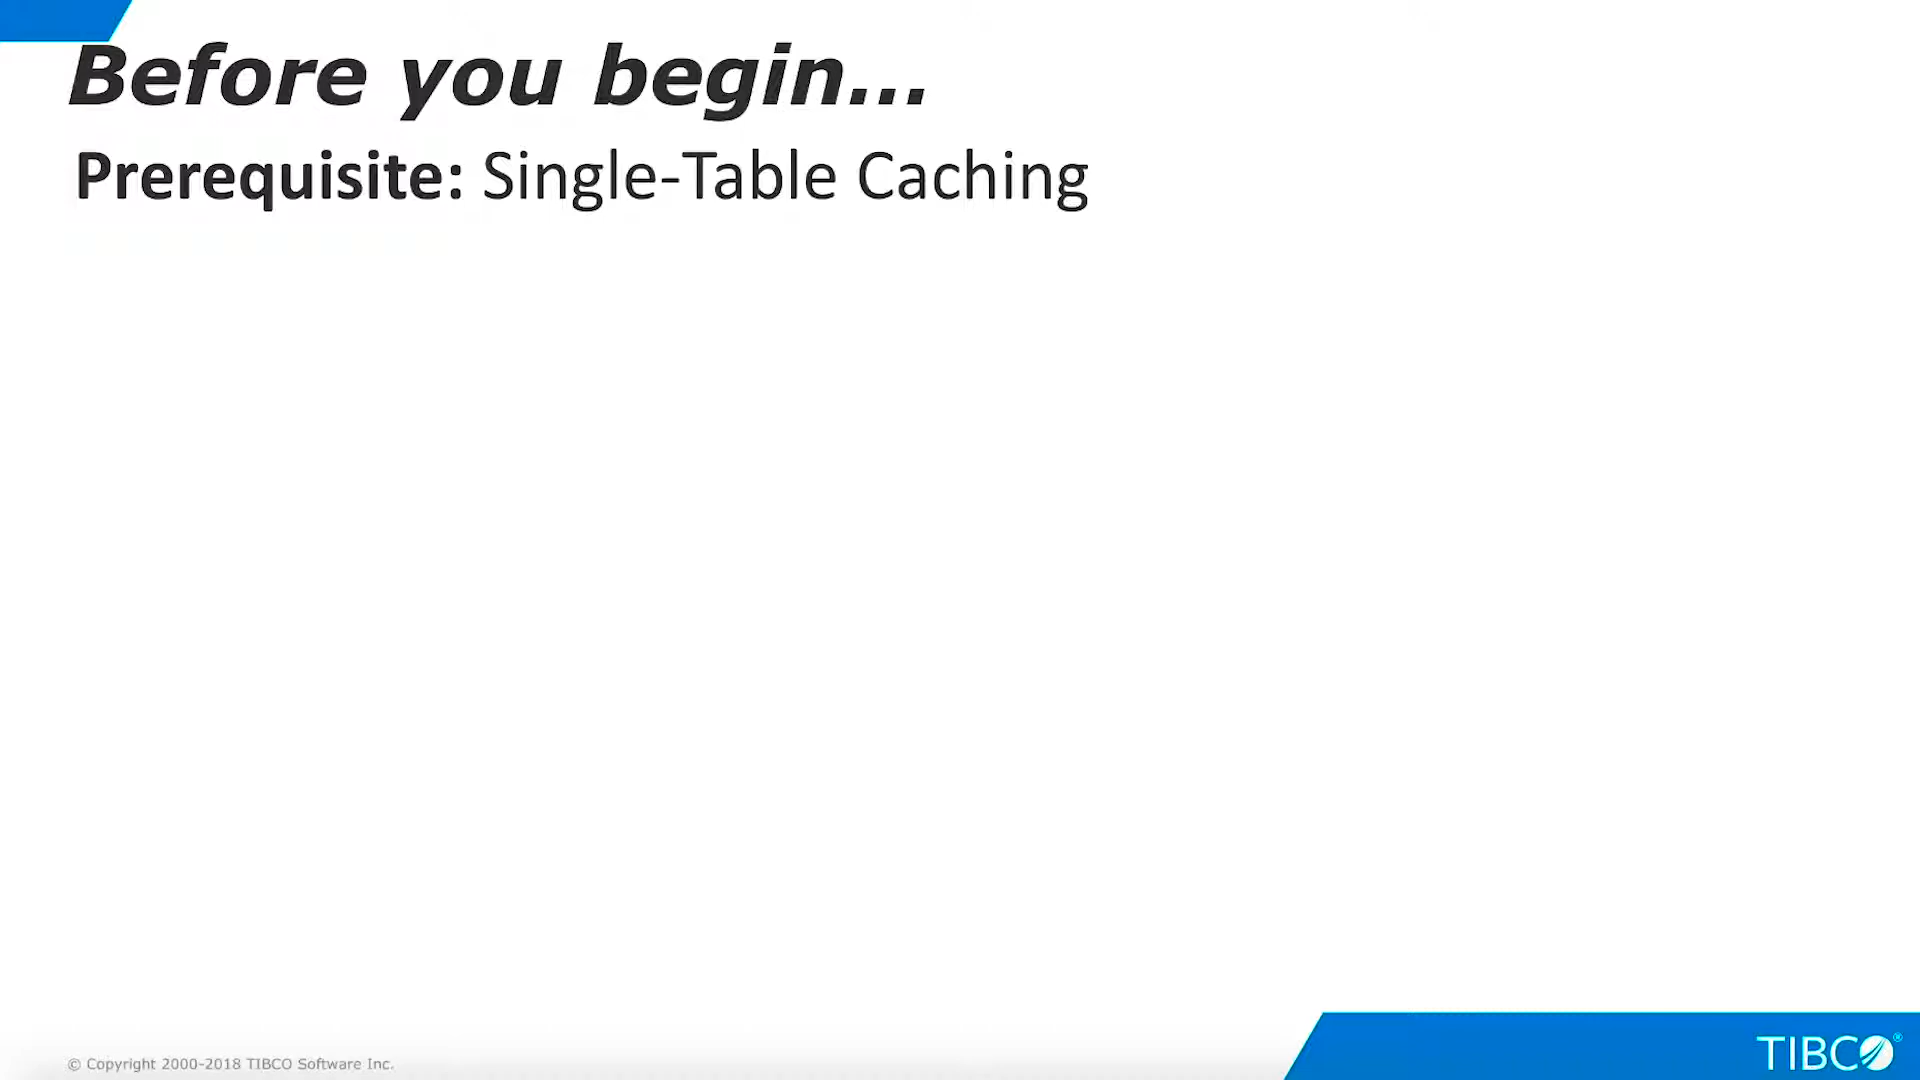 Before you begin...
Prerequisite: Single-Table Caching
© Copyright 2000-2018 TIBCO Software Inc.
TIBCO®